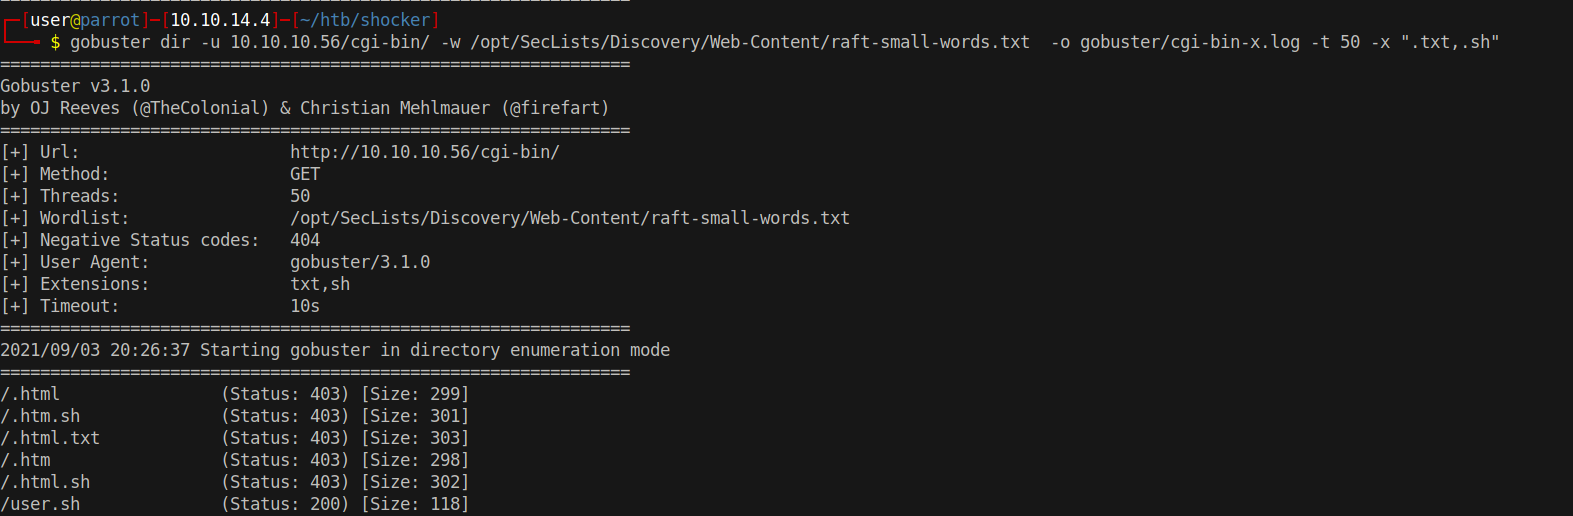 ===============================================================
┌─[user@parrot]─[10.10.14.4]─[~/htb/shocker]
└──╼ $ gobuster dir -u 10.10.10.56/cgi-bin/ -w /opt/SecLists/Discovery/Web-Content/raft-small-words.txt  -o gobuster/cgi-bin-x.log -t 50 -x ".txt,.sh"
===============================================================
Gobuster v3.1.0
by OJ Reeves (@TheColonial) & Christian Mehlmauer (@firefart)
===============================================================
[+] Url:                     http://10.10.10.56/cgi-bin/
[+] Method:                  GET
[+] Threads:                 50
[+] Wordlist:                /opt/SecLists/Discovery/Web-Content/raft-small-words.txt
[+] Negative Status codes:   404
[+] User Agent:              gobuster/3.1.0
[+] Extensions:              txt,sh
[+] Timeout:                 10s
===============================================================
2021/09/03 20:26:37 Starting gobuster in directory enumeration mode
===============================================================
/.html                (Status: 403) [Size: 299]
/.htm.sh              (Status: 403) [Size: 301]
/.html.txt            (Status: 403) [Size: 303]
/.htm                 (Status: 403) [Size: 298]
/.html.sh             (Status: 403) [Size: 302]
/user.sh              (Status: 200) [Size: 118]